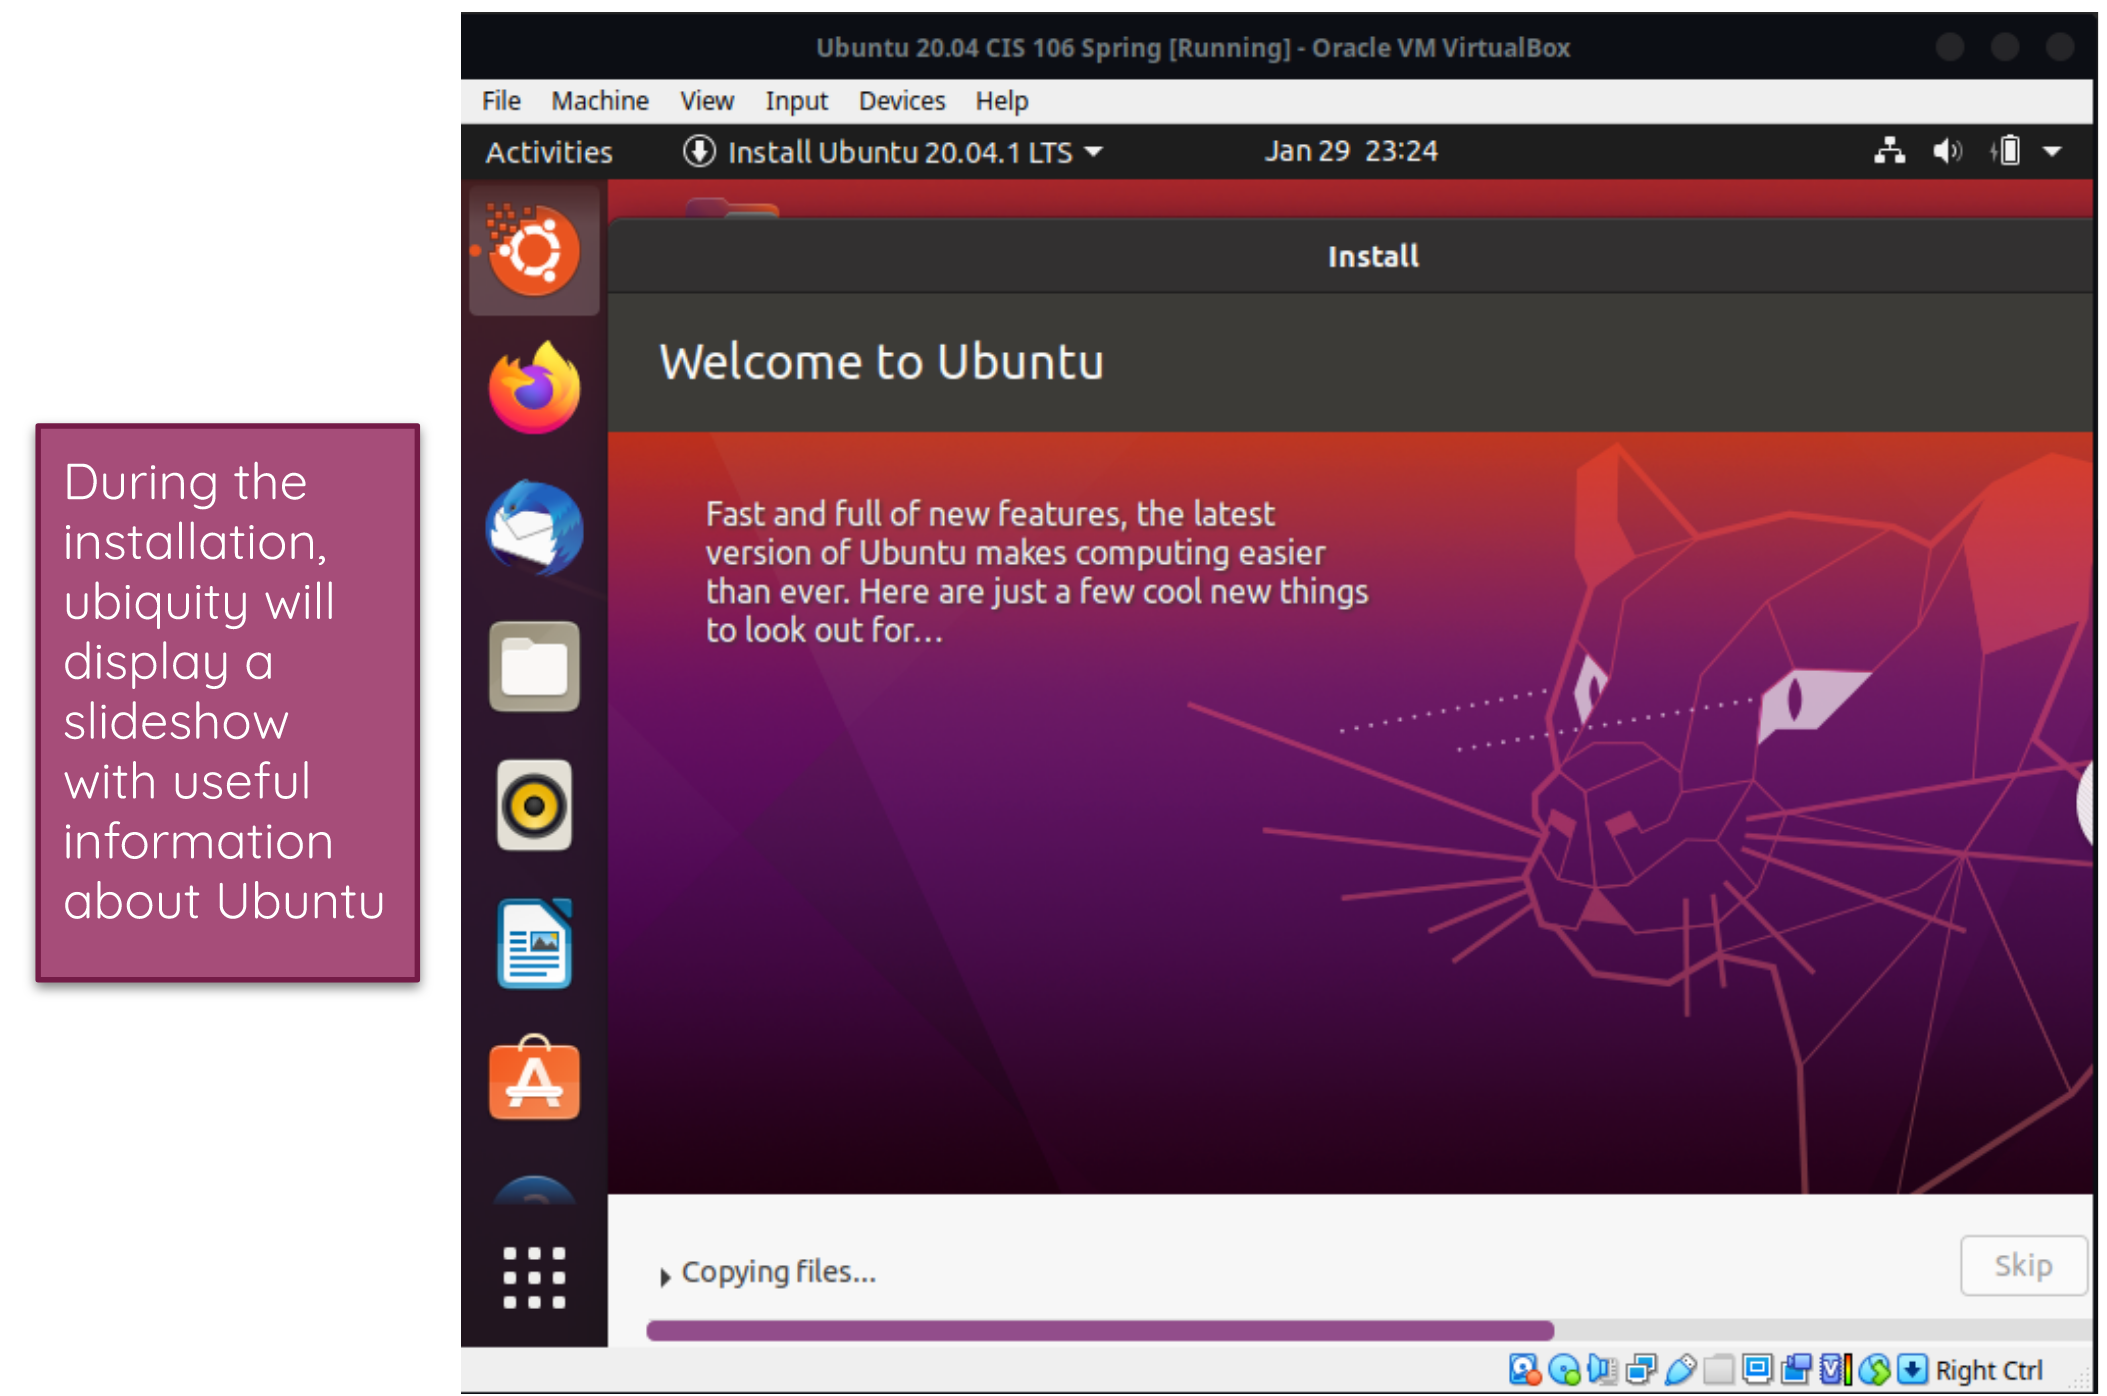 During the
installation,
ubiquity will
display a
slideshow
with useful
information
about Ubuntu
Ubuntu 20.04 CIS 106 Spring [Running] - Oracle VM VirtualBox
File Machine View Input Devices Help
Activities Install Ubuntu 20.04.1 LTS Jan 29 23:24
Install
Welcome to Ubuntu
Fast and full of new features, the latest
version of Ubuntu makes computing easier
than ever. Here are just a few cool new things
to look out for...
Copying files...
Skip
Right Ctrl